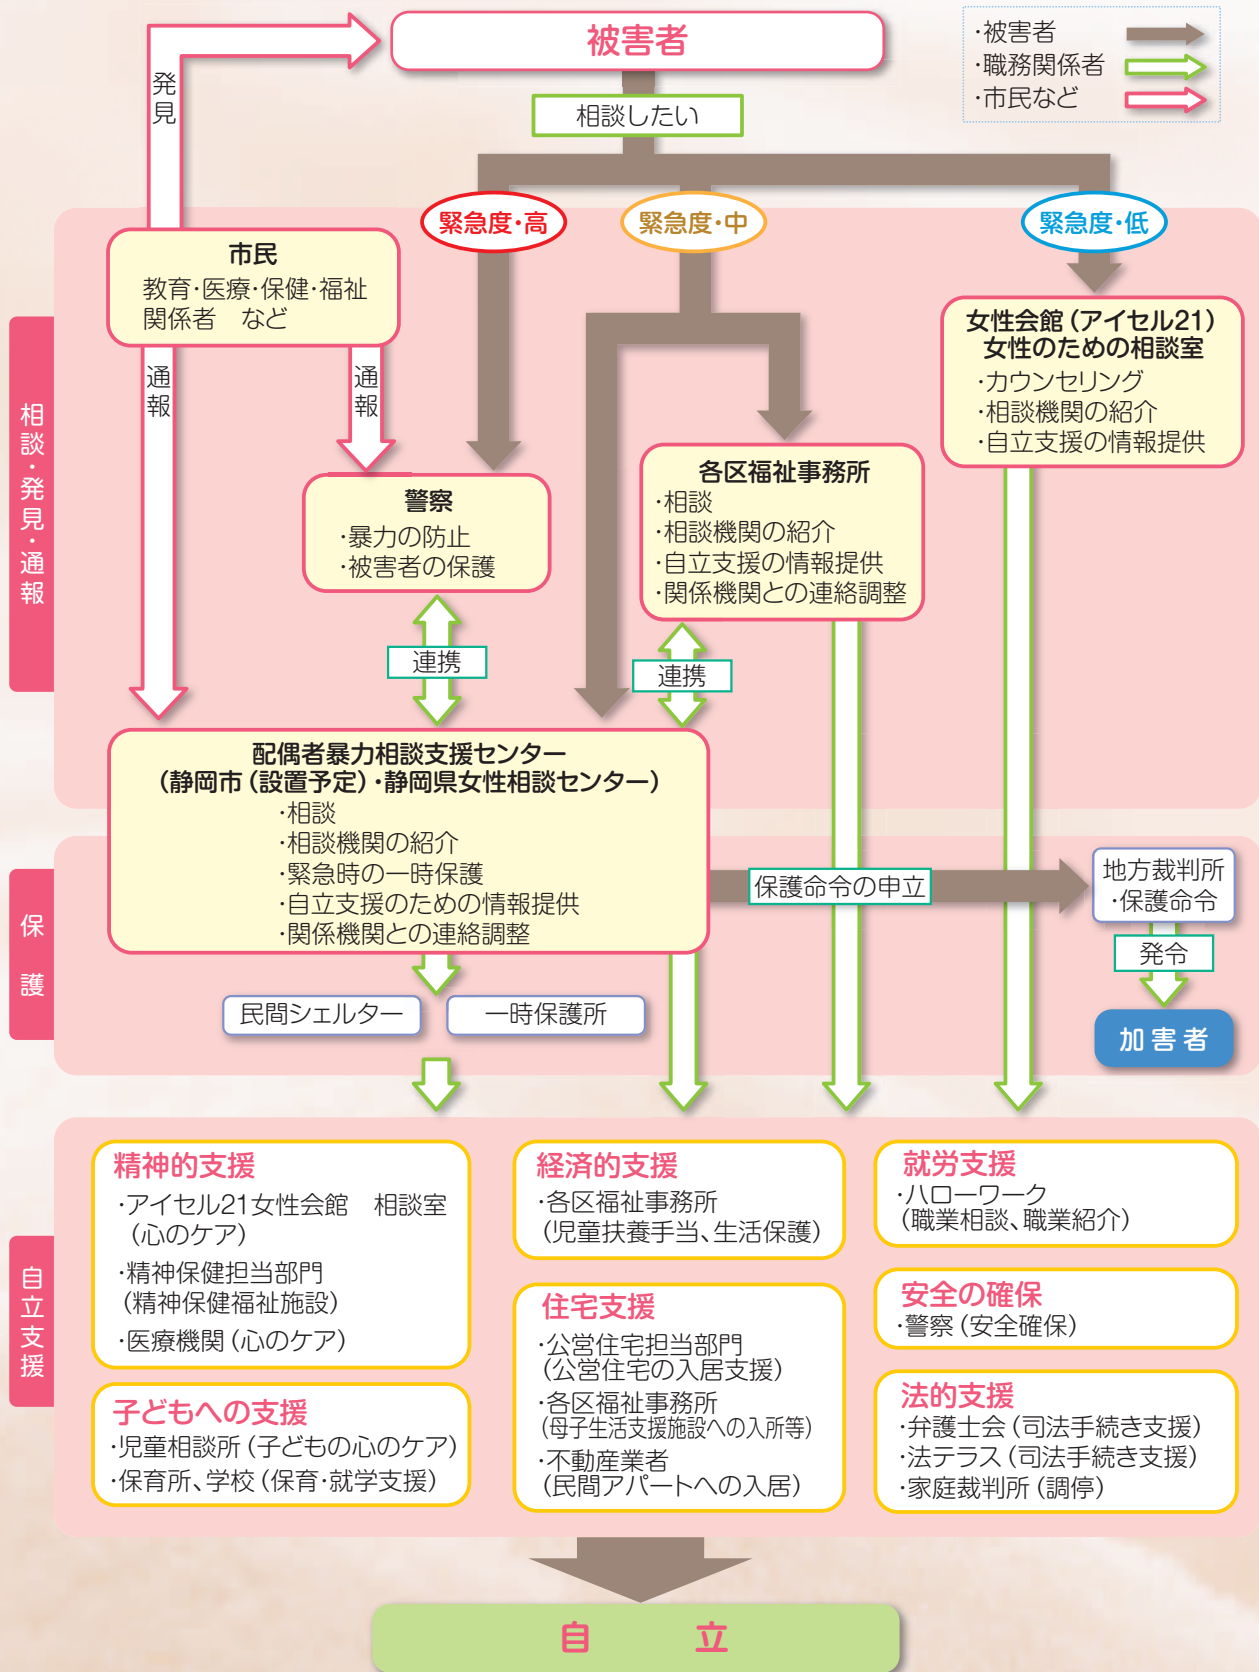 被害者
・被害者
・職務関係者
・市民など
発見
相談したい
緊急度・高
緊急度・中
緊急度・低
相談・発見・通報
市民
教育・医療・保健・福祉
関係者　など
通報
通報
女性会館（アイセル21）
女性のための相談室
・カウンセリング
・相談機関の紹介
・自立支援の情報提供
警察
・暴力の防止
・被害者の保護
各区福祉事務所
・相談
・相談機関の紹介
・自立支援の情報提供
・関係機関との連絡調整
連携
連携
配偶者暴力相談支援センター
（静岡市（設置予定）・静岡県女性相談センター）
・相談
・相談機関の紹介
・緊急時の一時保護
・自立支援のための情報提供
・関係機関との連絡調整
保護
保護命令の申立
地方裁判所
・保護命令
発令
加害者
民間シェルター
一時保護所
自立支援
精神的支援
・アイセル21女性会館　相談室
（心のケア）
・精神保健担当部門
（精神保健福祉施設）
・医療機関（心のケア）
子どもへの支援
・児童相談所（子どもの心のケア）
・保育所、学校（保育・就学支援）
経済的支援
・各区福祉事務所
（児童扶養手当、生活保護）
住宅支援
・公営住宅担当部門
（公営住宅の入居支援）
・各区福祉事務所
（母子生活支援施設への入所等）
・不動産業者
（民間アパートへの入居）
就労支援
・ハローワーク
（職業相談、職業紹介）
安全の確保
・警察（安全確保）
法的支援
・弁護士会（司法手続き支援）
・法テラス（司法手続き支援）
・家庭裁判所（調停）
自　立